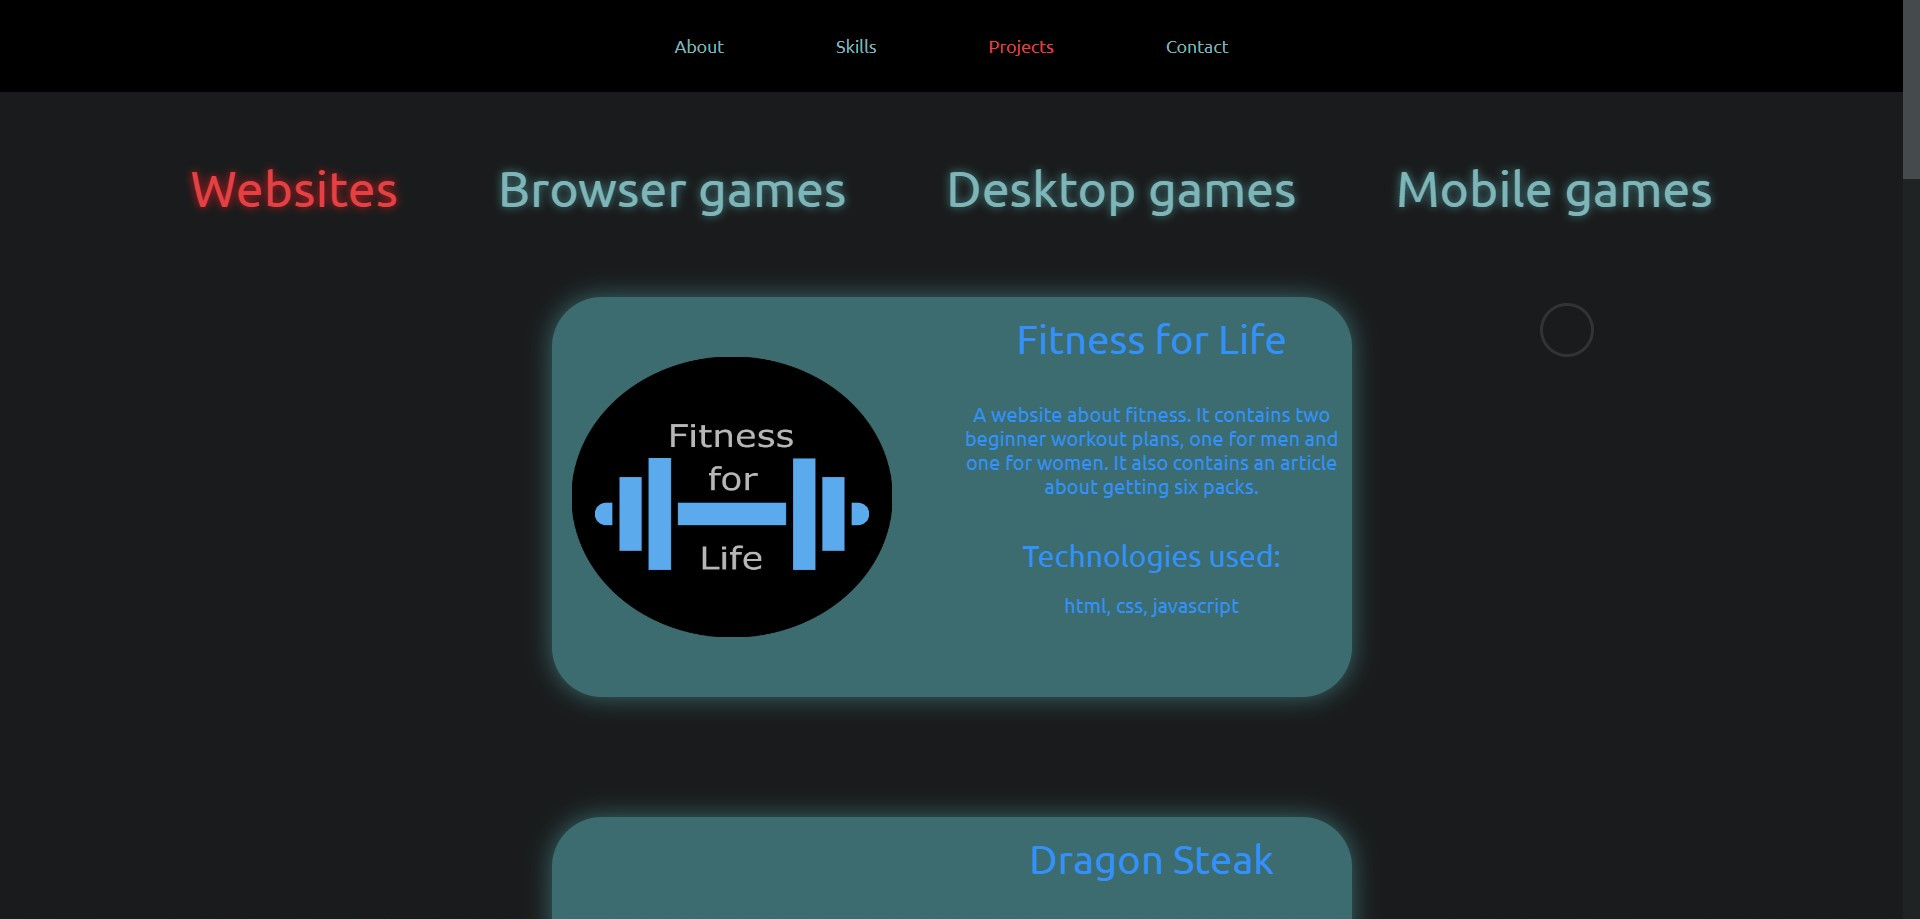 About Skills Projects Contact
Websites Browser games Desktop games Mobile games
Fitness
for
Life
Fitness for Life
A website about fitness. It contains two
beginner workout plans, one for men and
one for women. It also contains an article
about getting six packs.
Technologies used:
html, css, javascript
Dragon Steak